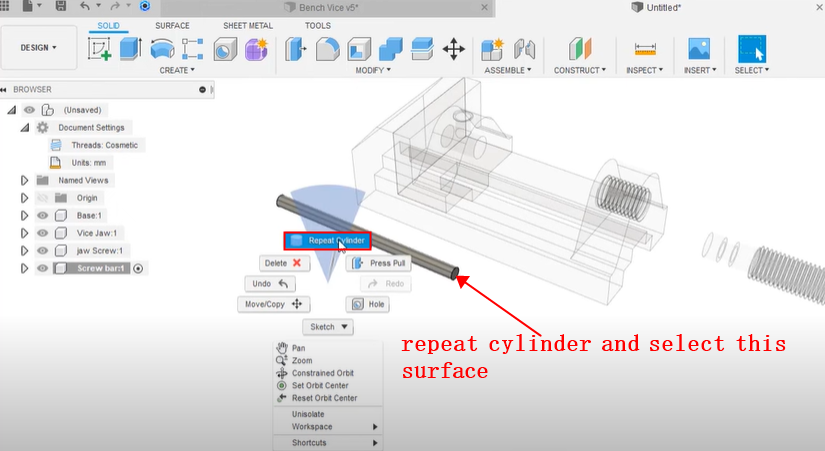 Bench Vice v5*
Untitled*
SOLID
SURFACE
SHEET METAL
TOOLS
DESIGN
CREATE
MODIFY
ASSEMBLE
CONSTRUCT
INSPECT
INSERT
SELECT
BROWSER
(Unsaved)
Document Settings
Threads: Cosmetic
Units: mm
Named Views
Origin
Base:1
Vice Jaw:1
jaw Screw:1
Screw bar:1
Repeat Cylinder
Delete
Press Pull
Undo
Redo
Move/Copy
Hole
Sketch
Pan
Zoom
Constrained Orbit
Set Orbit Center
Reset Orbit Center
Unisolate
Workspace
Shortcuts
repeat cylinder and select this
surface